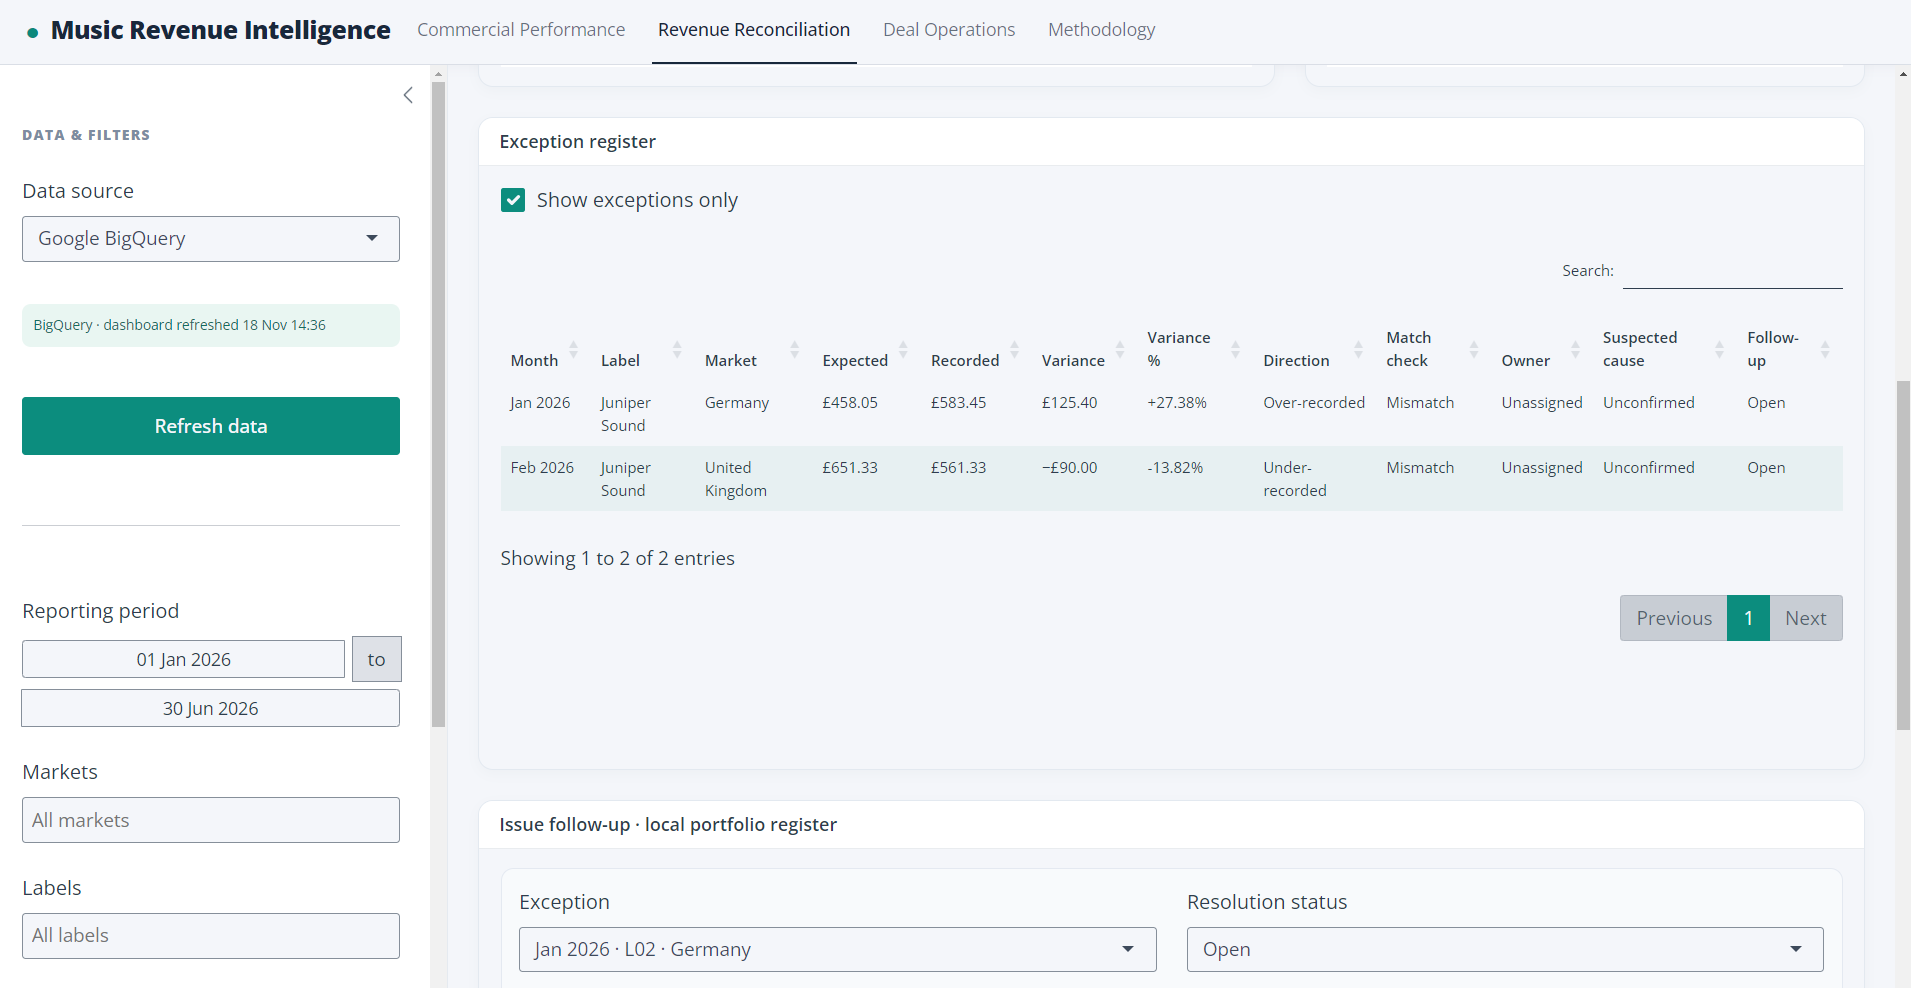 Music Revenue Intelligence
Commercial Performance
Revenue Reconciliation
Deal Operations
Methodology
DATA & FILTERS
Data source
Google BigQuery
BigQuery · dashboard refreshed 18 Nov 14:36
Refresh data
Reporting period
01 Jan 2026
to
30 Jun 2026
Markets
All markets
Labels
All labels
Exception register
Show exceptions only
Search:
Month Label Market Expected Recorded Variance Variance % Direction Match check Owner Suspected cause Follow-up
Jan 2026 Juniper Sound Germany £458.05 £583.45 £125.40 +27.38% Over-recorded Mismatch Unassigned Unconfirmed Open
Feb 2026 Juniper Sound United Kingdom £651.33 £561.33 −£90.00 -13.82% Under-recorded Mismatch Unassigned Unconfirmed Open
Showing 1 to 2 of 2 entries
Previous 1 Next
Issue follow-up · local portfolio register
Exception
Jan 2026 · L02 · Germany
Resolution status
Open